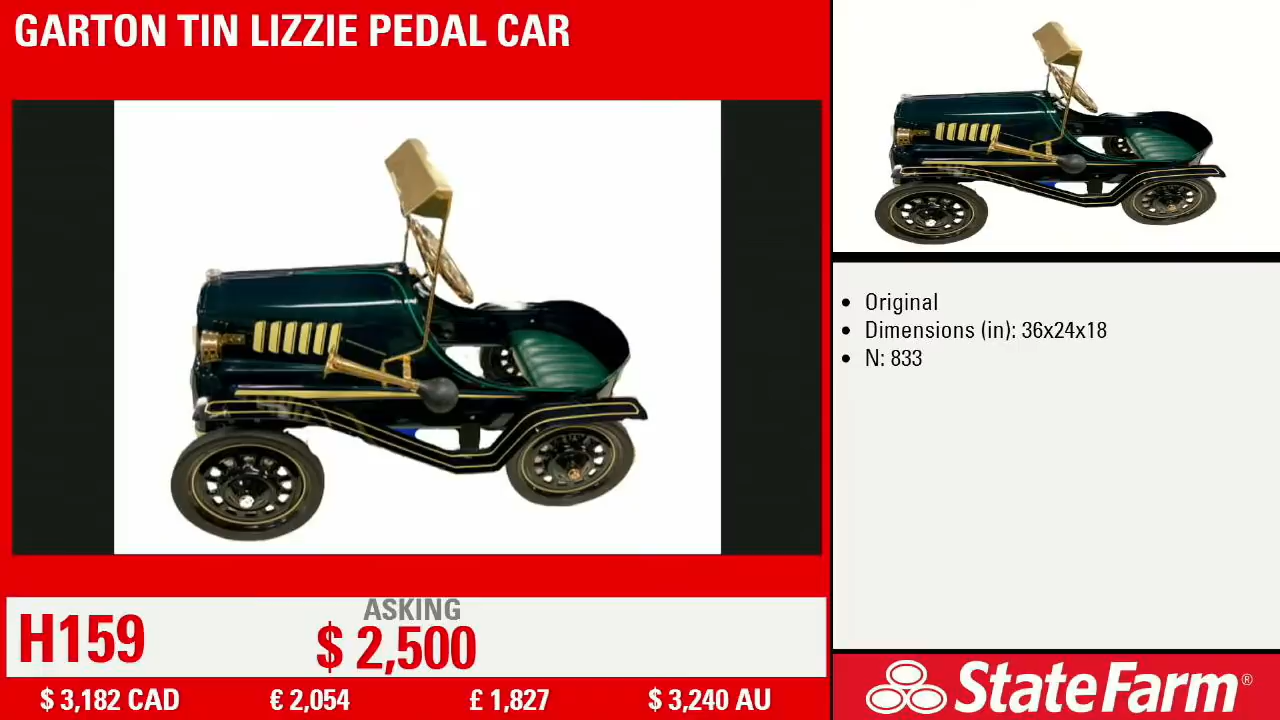 GARTON TIN LIZZIE PEDAL CAR
• Original
• Dimensions (in): 36x24x18
• N: 833
H159
ASKING
$ 2,500
$ 3,182 CAD € 2,054 £ 1,827 $ 3,240 AU
StateFarm®